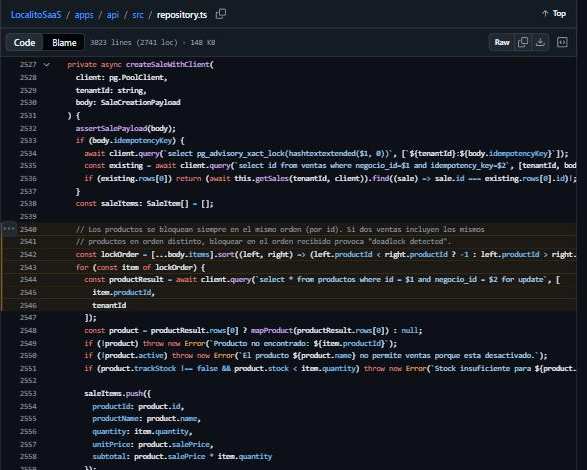 LocalitoSaaS / apps / api / src / repository.ts
Top
Code Blame 3023 lines (2741 loc) · 148 KB Raw
2527 private async createSaleWithClient(
2528 client: pg.PoolClient,
2529 tenantId: string,
2530 body: SaleCreationPayload
2531 ) {
2532 assertSalePayload(body);
2533 if (body.idempotencyKey) {
2534 await client.query(`select pg_advisory_xact_lock(hashtextextended($1, 0))`, [`${tenantId}:${body.idempotencyKey}`]);
2535 const existing = await client.query(`select id from ventas where negocio_id=$1 and idempotency_key=$2`, [tenantId, bod
2536 if (existing.rows[0]) return (await this.getSales(tenantId, client)).find((sale) => sale.id === existing.rows[0].id)!;
2537 }
2538 const saleItems: SaleItem[] = [];
2539
2540 // Los productos se bloquean siempre en el mismo orden (por id). Si dos ventas incluyen los mismos
2541 // productos en orden distinto, bloquear en el orden recibido provoca "deadlock detected".
2542 const lockOrder = [...body.items].sort((left, right) => (left.productId < right.productId ? -1 : left.productId > right.
2543 for (const item of lockOrder) {
2544 const productResult = await client.query(`select * from productos where id = $1 and negocio_id = $2 for update`, [
2545 item.productId,
2546 tenantId
2547 ]);
2548 const product = productResult.rows[0] ? mapProduct(productResult.rows[0]) : null;
2549 if (!product) throw new Error(`Producto no encontrado: ${item.productId}`);
2550 if (!product.active) throw new Error(`El producto ${product.name} no permite ventas porque esta desactivado.`);
2551 if (product.trackStock !== false && product.stock < item.quantity) throw new Error(`Stock insuficiente para ${product.
2552
2553 saleItems.push({
2554 productId: product.id,
2555 productName: product.name,
2556 quantity: item.quantity,
2557 unitPrice: product.salePrice,
2558 subtotal: product.salePrice * item.quantity
2559 });